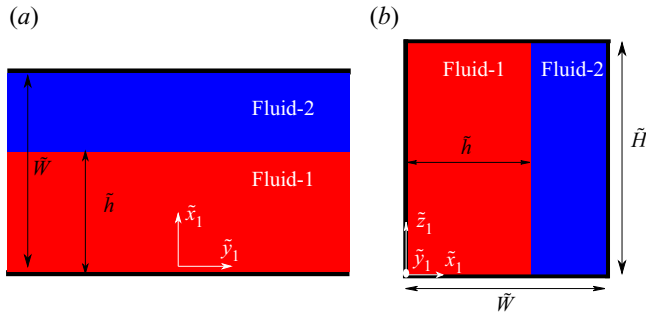 (a)
Fluid-2
W̃
h̃
Fluid-1
x̃₁
ỹ₁
(b)
Fluid-1 Fluid-2
h̃
H̃
z̃₁
ỹ₁ x̃₁
W̃